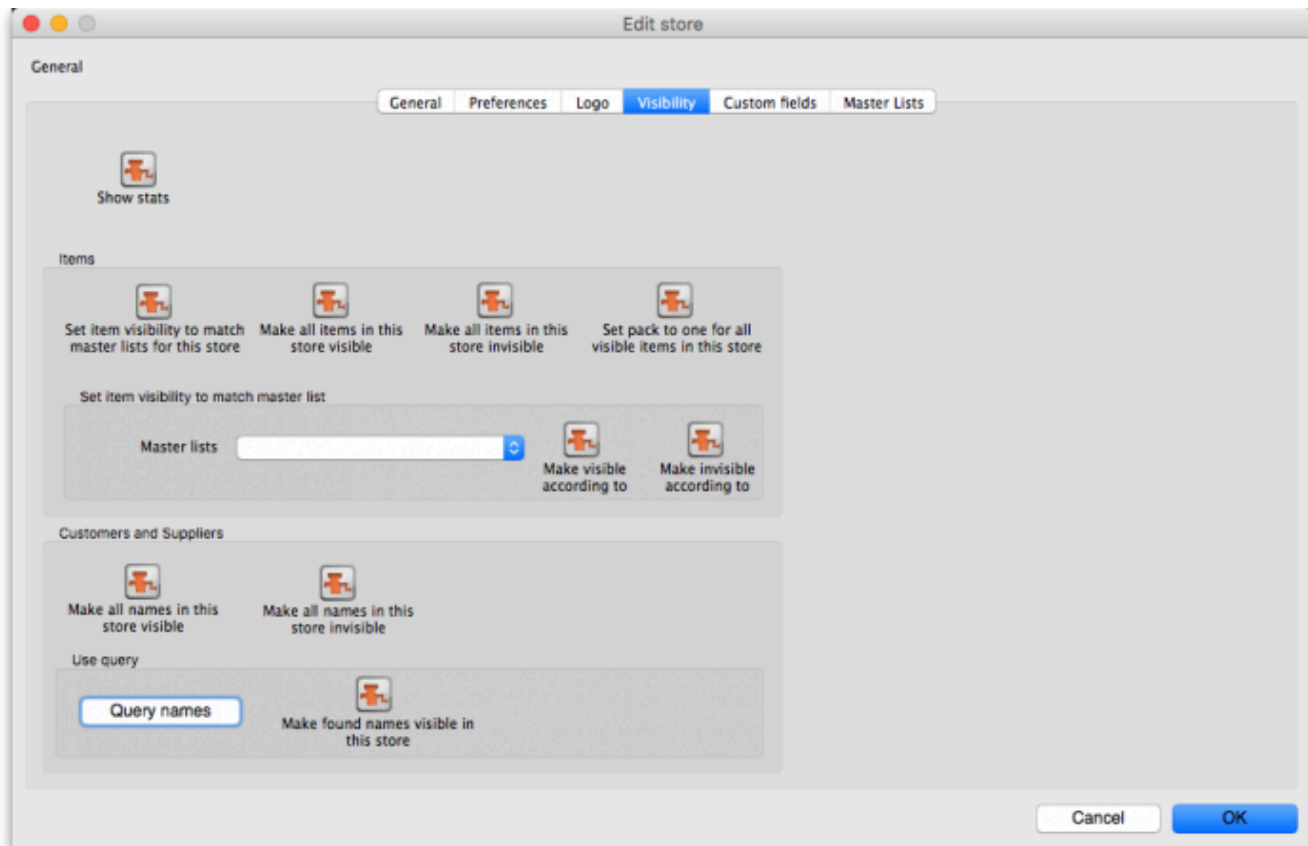 Edit store
General
General Preferences Logo Visibility Custom fields Master Lists
Show stats
Items
Set item visibility to match
master lists for this store
Make all items in this
store visible
Make all items in this
store invisible
Set pack to one for all
visible items in this store
Set item visibility to match master list
Master lists
Make visible
according to
Make invisible
according to
Customers and Suppliers
Make all names in this
store visible
Make all names in this
store invisible
Use query
Query names
Make found names visible in
this store
Cancel OK